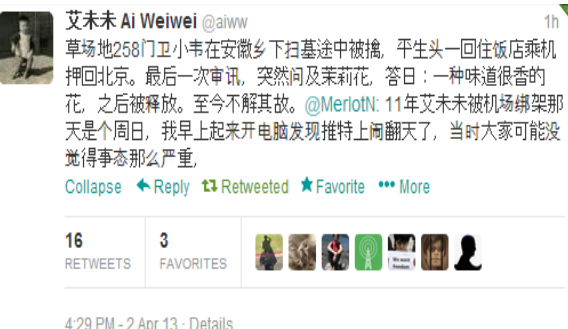 艾未未 Ai Weiwei @aiww 1h
草场地258门卫小韦在安徽乡下扫墓途中被擒，平生头一回住饭店乘机
押回北京。最后一次审讯，突然问及茉莉花，答曰：一种味道很香的
花，之后被释放。至今不解其故。@MerlotN: 11年艾未未被机场绑架那
天是个周日，我早上起来开电脑发现推特上闹翻天了，当时大家可能没
觉得事态那么严重,
Collapse Reply Retweeted Favorite More
16 3
RETWEETS FAVORITES
4:29 PM - 2 Apr 13 · Details